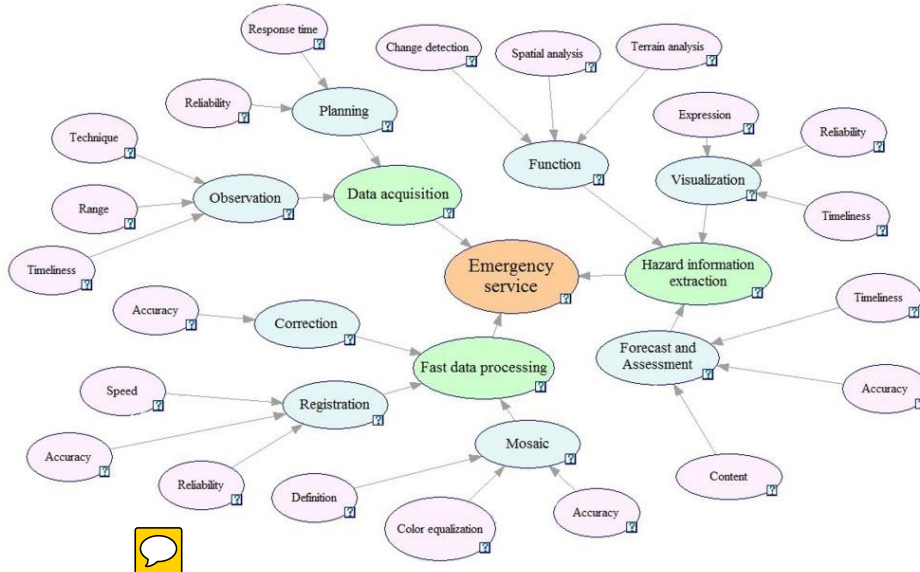 Response time
Change detection
Spatial analysis
Terrain analysis
Reliability
Planning
Expression
Technique
Reliability
Function
Visualization
Observation
Data acquisition
Range
Timeliness
Timeliness
Emergency
service
Hazard information
extraction
Timeliness
Accuracy
Correction
Forecast and
Assessment
Fast data processing
Speed
Registration
Accuracy
Mosaic
Accuracy
Reliability
Definition
Content
Color equalization
Accuracy